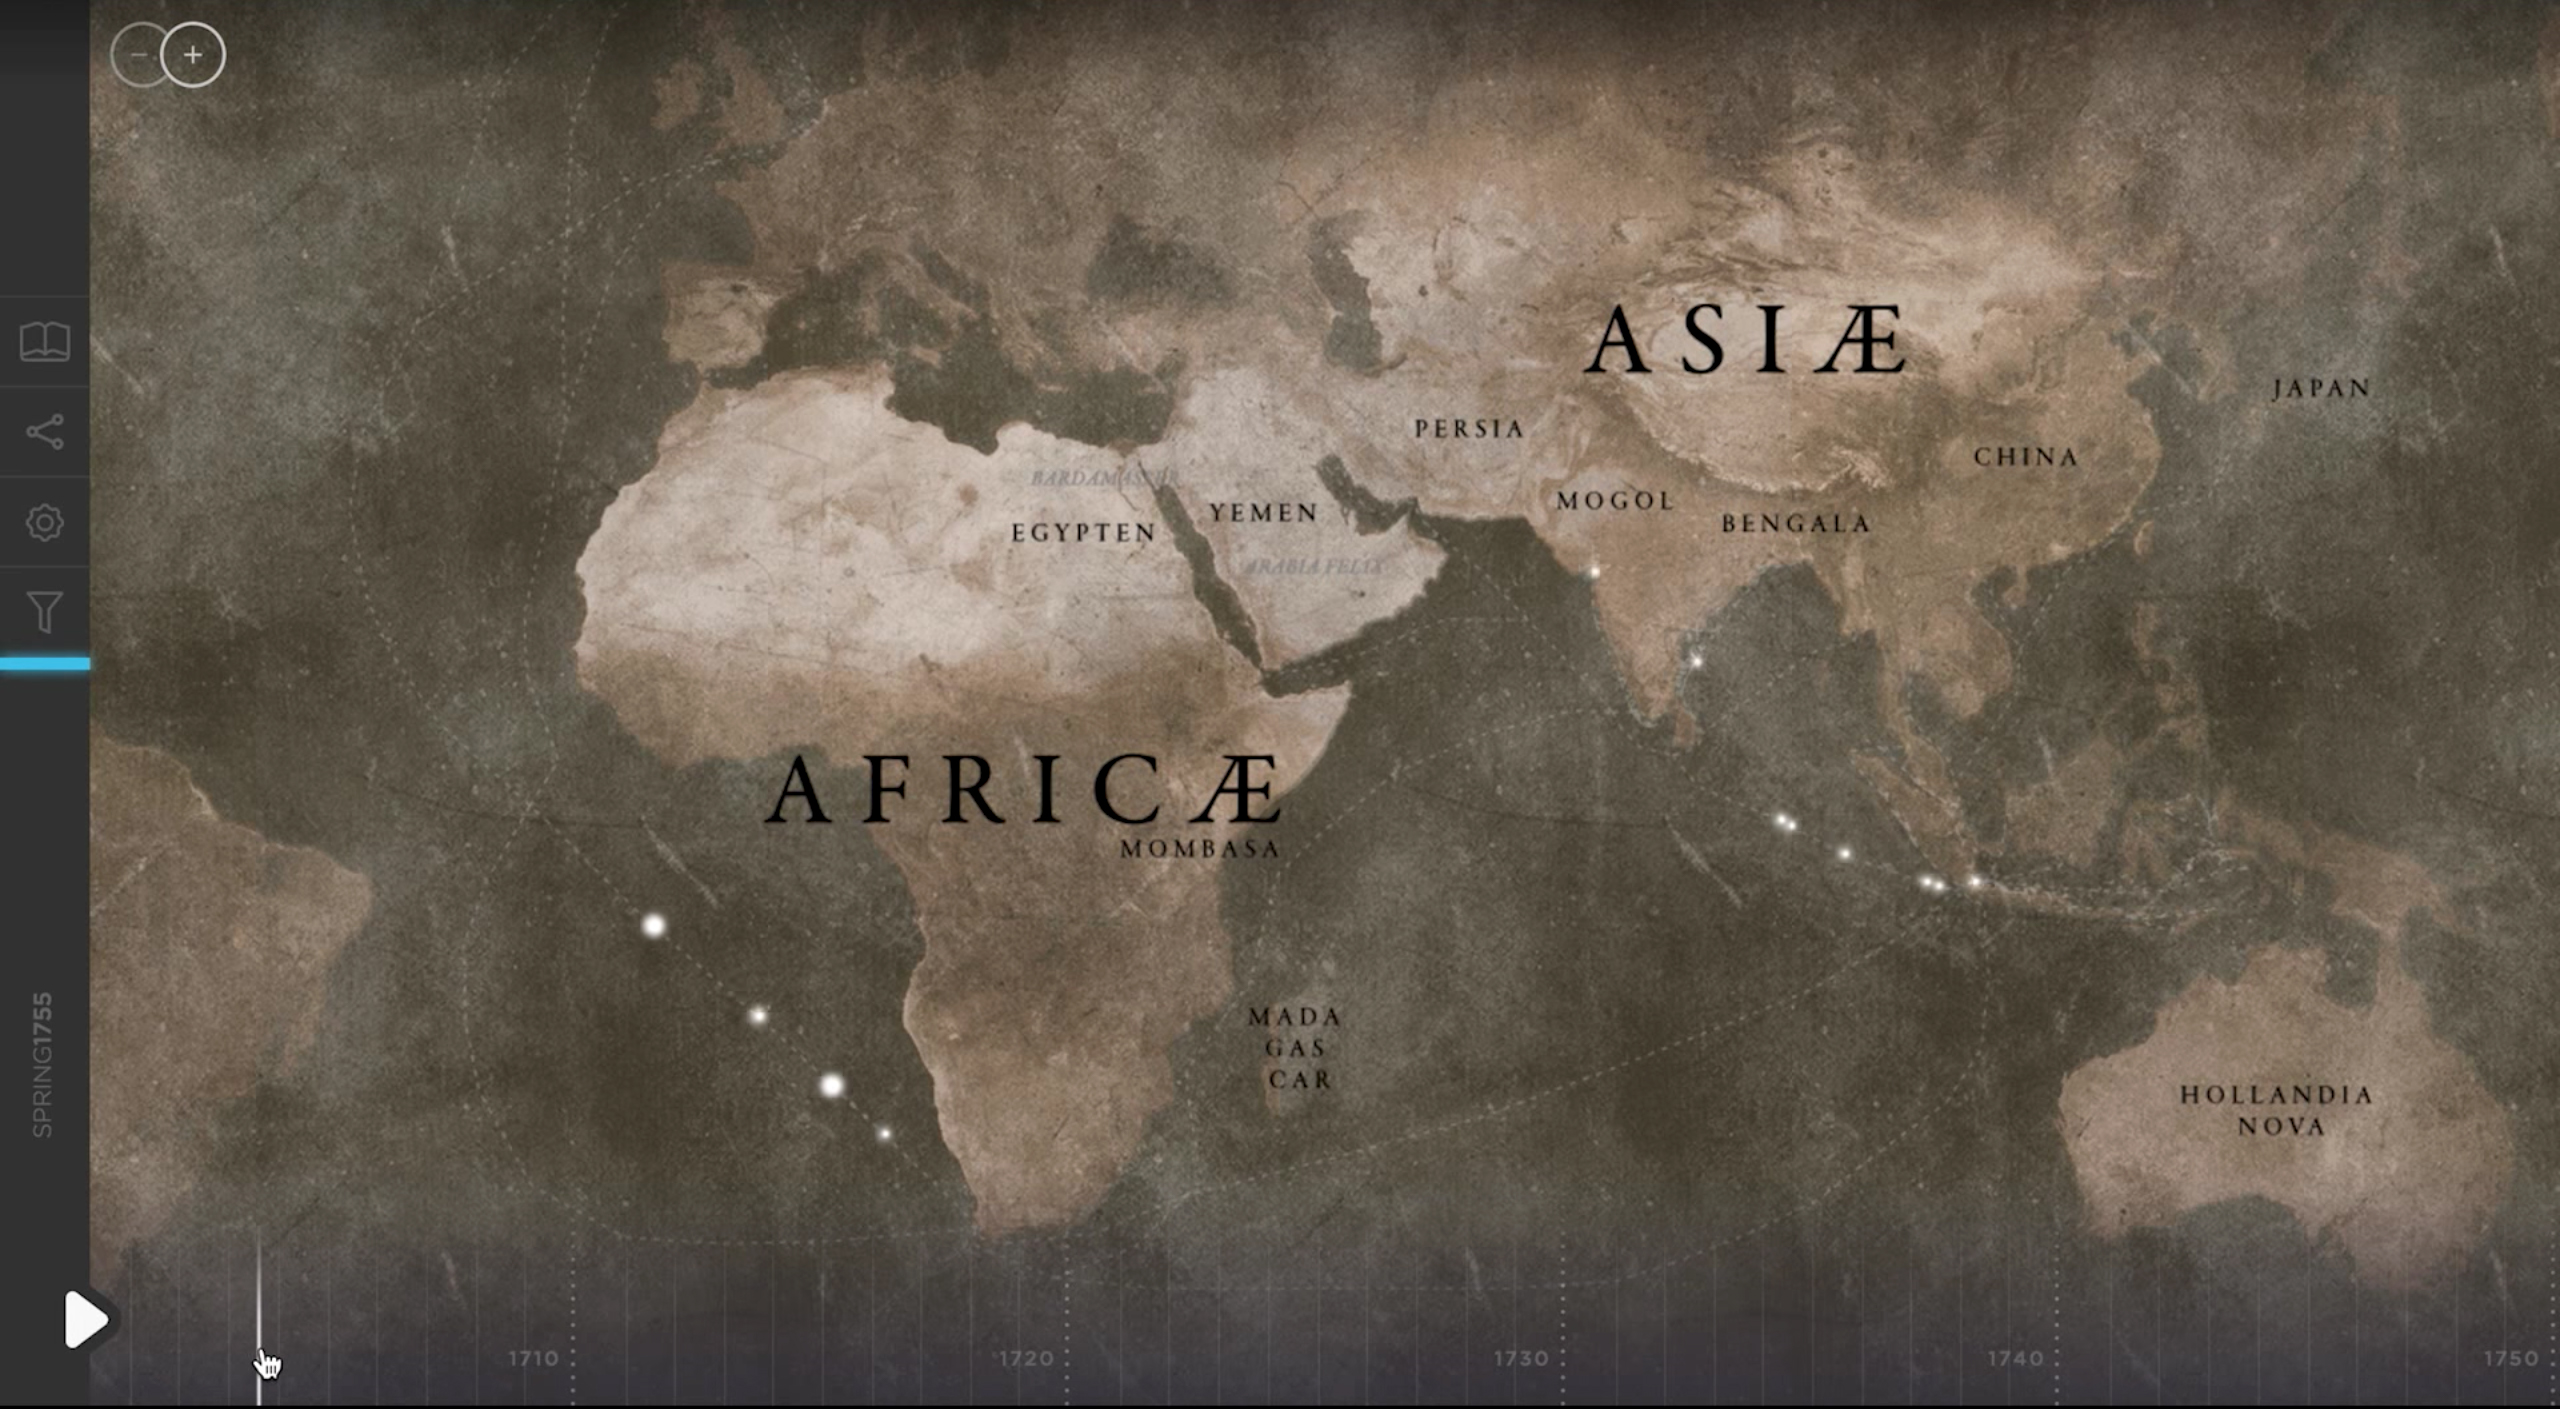 ASIÆ
JAPAN
PERSIA
CHINA
BARDAMASCUR
MOGOL
YEMEN
BENGALA
EGYPTEN
ARABIA FELIX
AFRICÆ
MOMBASA
MADA
GAS
CAR
HOLLANDIA
NOVA
SPRING1755
1710
1720
1730
1740
1750